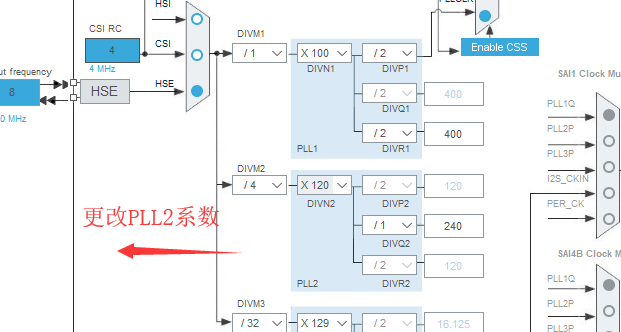 HSI
CSI RC
4
4 MHz
CSI
ut frequency
8
0 MHz
HSE
HSE
DIVM1
/ 1
X 100
DIVN1
/ 2
DIVP1
/ 2
DIVQ1
400
/ 2
DIVR1
400
PLL1
Enable CSS
DIVM2
/ 4
X 120
DIVN2
/ 2
DIVP2
120
/ 1
DIVQ2
240
/ 2
DIVR2
120
PLL2
更改PLL2系数
DIVM3
/ 32
X 129
/ 2
16.125
SAI1 Clock Mu
PLL1Q
PLL2P
PLL3P
I2S_CKIN
PER_CK
SAI4B Clock M
PLL1Q
PLL2P
PLL3P